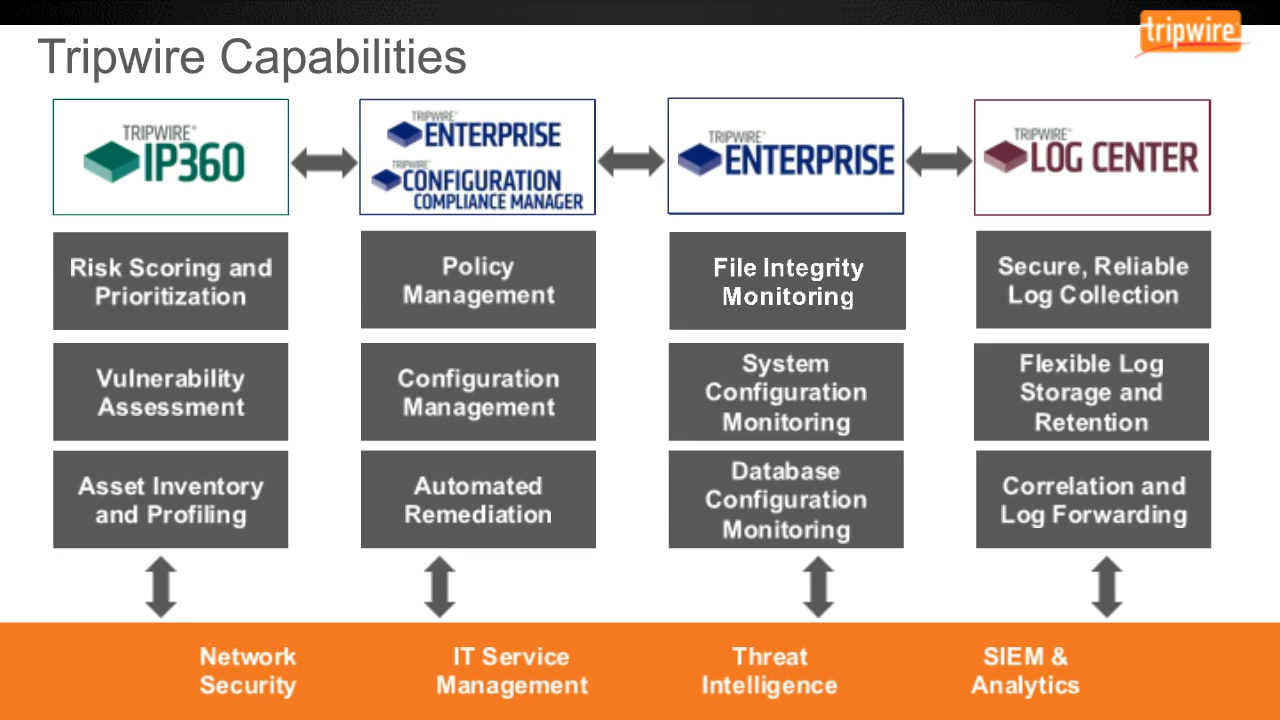 tripwire
Tripwire Capabilities
TRIPWIRE
IP360
TRIPWIRE
ENTERPRISE
TRIPWIRE
CONFIGURATION
COMPLIANCE MANAGER
TRIPWIRE
ENTERPRISE
TRIPWIRE
LOG CENTER
Risk Scoring and
Prioritization
Policy
Management
File Integrity
Monitoring
Secure, Reliable
Log Collection
Vulnerability
Assessment
Configuration
Management
System
Configuration
Monitoring
Flexible Log
Storage and
Retention
Asset Inventory
and Profiling
Automated
Remediation
Database
Configuration
Monitoring
Correlation and
Log Forwarding
Network
Security
IT Service
Management
Threat
Intelligence
SIEM &
Analytics